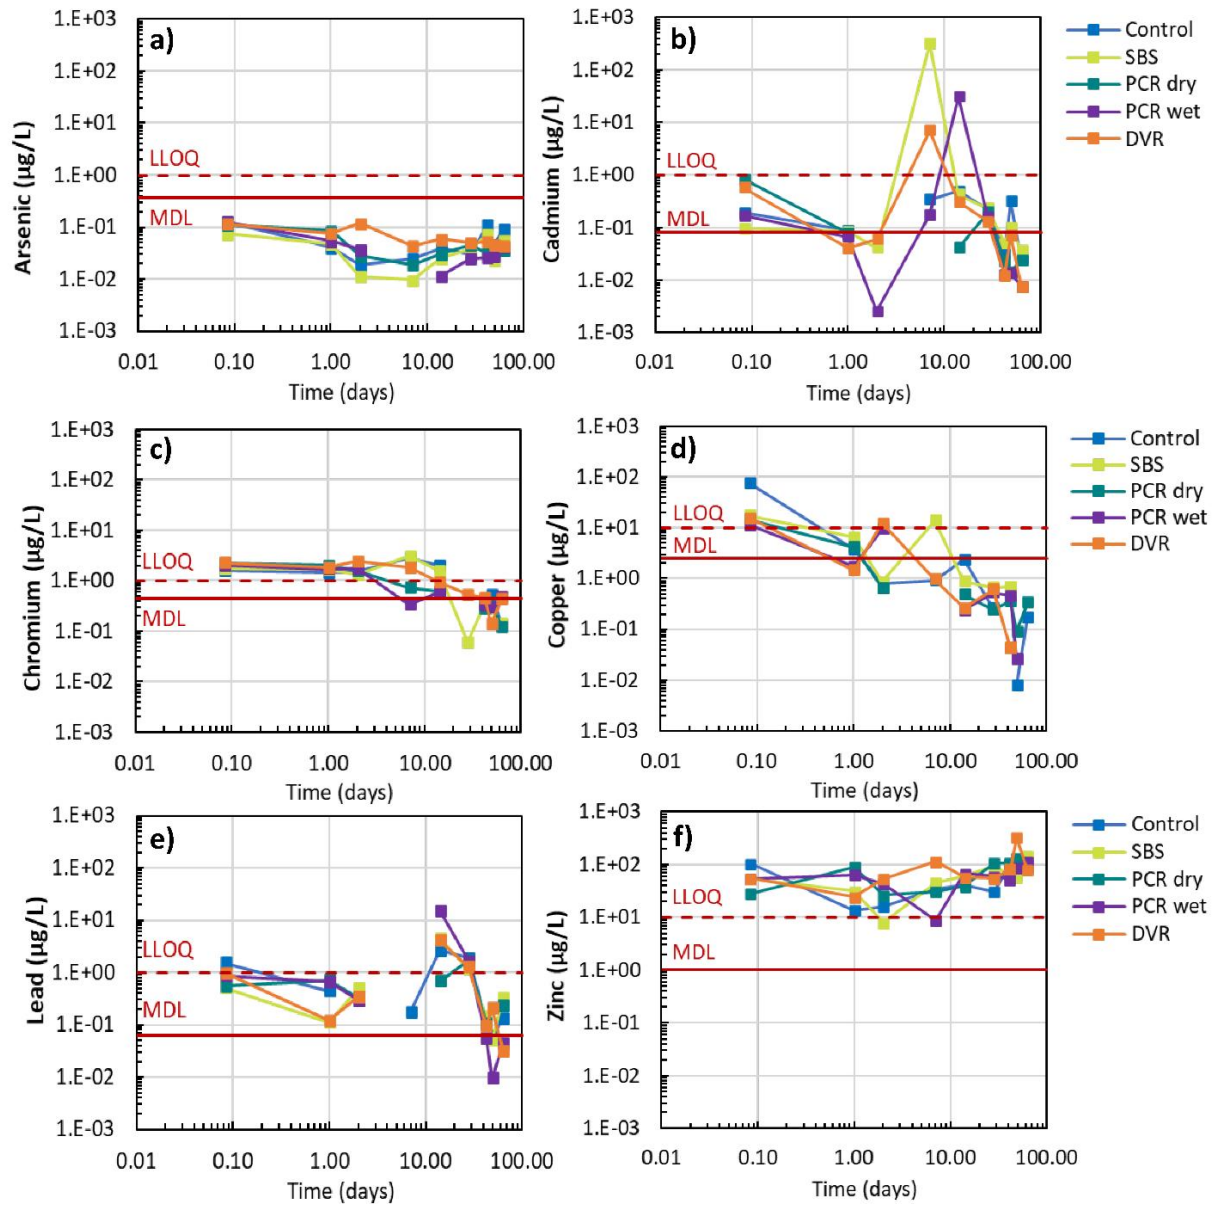 a)
Arsenic (µg/L)
1.E+03
1.E+02
1.E+01
1.E+00
1.E-01
1.E-02
1.E-03
LLOQ
MDL
0.01 0.10 1.00 10.00 100.00
Time (days)
b)
Cadmium (µg/L)
1.E+03
1.E+02
1.E+01
1.E+00
1.E-01
1.E-02
1.E-03
LLOQ
MDL
0.01 0.10 1.00 10.00 100.00
Time (days)
Control
SBS
PCR dry
PCR wet
DVR
c)
Chromium (µg/L)
1.E+03
1.E+02
1.E+01
1.E+00
1.E-01
1.E-02
1.E-03
LLOQ
MDL
0.01 0.10 1.00 10.00 100.00
Time (days)
d)
Copper (µg/L)
1.E+03
1.E+02
1.E+01
1.E+00
1.E-01
1.E-02
1.E-03
LLOQ
MDL
0.01 0.10 1.00 10.00 100.00
Time (days)
Control
SBS
PCR dry
PCR wet
DVR
e)
Lead (µg/L)
1.E+03
1.E+02
1.E+01
1.E+00
1.E-01
1.E-02
1.E-03
LLOQ
MDL
0.01 0.10 1.00 10.00 100.00
Time (days)
f)
Zinc (µg/L)
1.E+03
1.E+02
1.E+01
1.E+00
1.E-01
1.E-02
1.E-03
LLOQ
MDL
0.01 0.10 1.00 10.00 100.00
Time (days)
Control
SBS
PCR dry
PCR wet
DVR